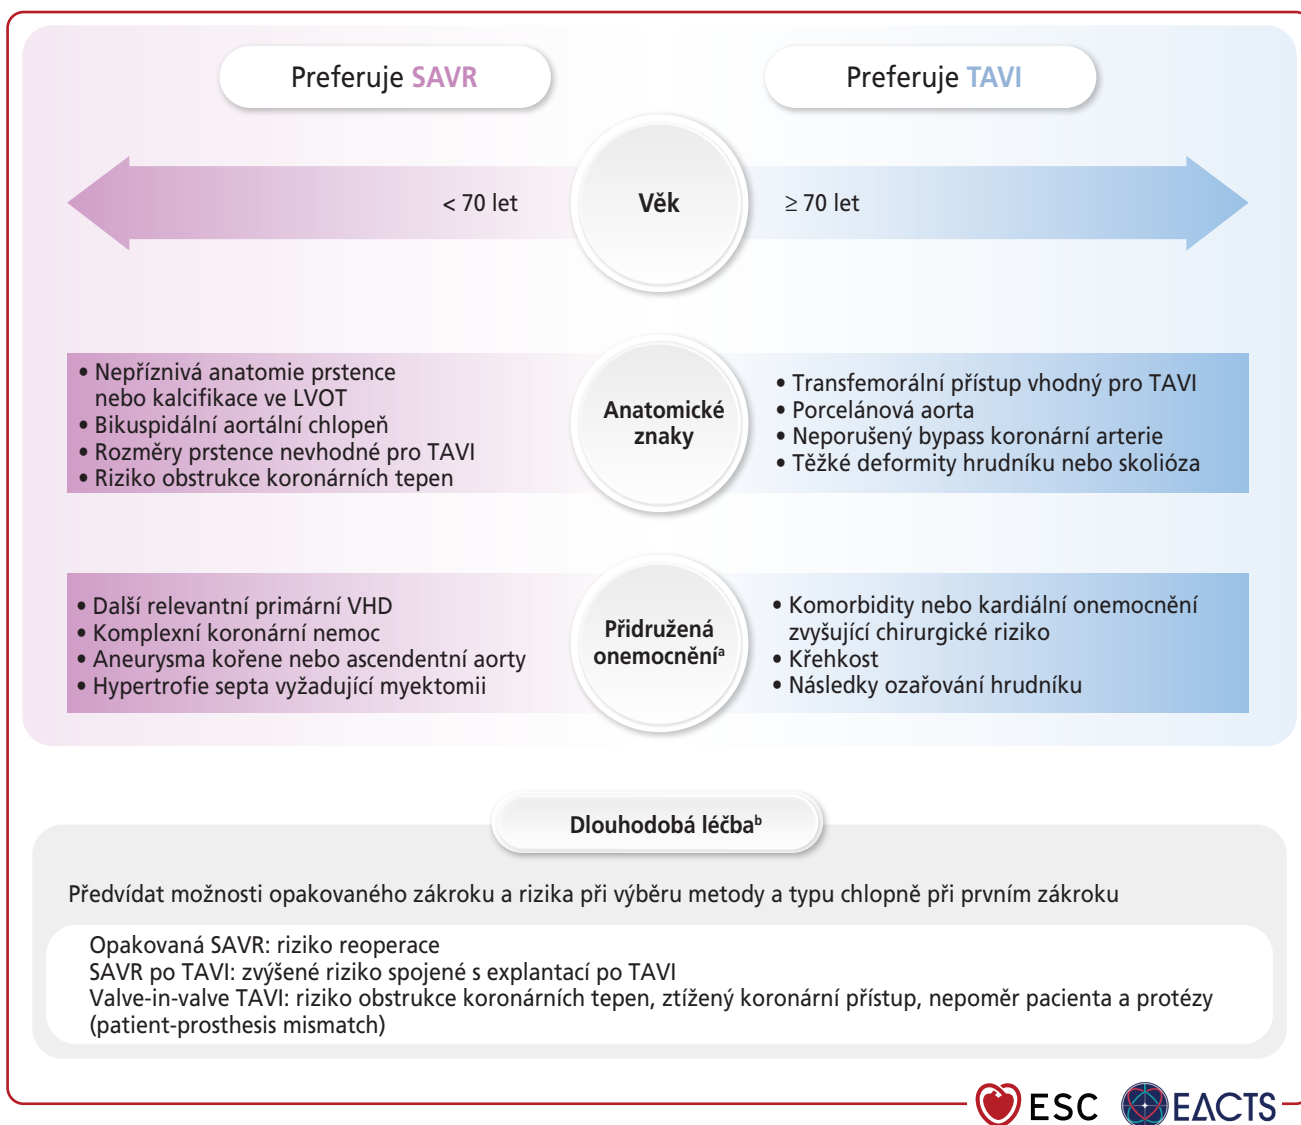 Preferuje SAVR
Preferuje TAVI
< 70 let
Věk
≥ 70 let
• Nepříznivá anatomie prstence
nebo kalcifikace ve LVOT
• Bikuspidální aortální chlopeň
• Rozměry prstence nevhodné pro TAVI
• Riziko obstrukce koronárních tepen
Anatomické
znaky
• Transfemorální přístup vhodný pro TAVI
• Porcelánová aorta
• Neporušený bypass koronární arterie
• Těžké deformity hrudníku nebo skolióza
• Další relevantní primární VHD
• Komplexní koronární nemoc
• Aneurysma kořene nebo ascendentní aorty
• Hypertrofie septa vyžadující myektomii
Přidružená
onemocněníᵃ
• Komorbidity nebo kardiální onemocnění
zvyšující chirurgické riziko
• Křehkost
• Následky ozařování hrudníku
Dlouhodobá léčbaᵇ
Předvídat možnosti opakovaného zákroku a rizika při výběru metody a typu chlopně při prvním zákroku
Opakovaná SAVR: riziko reoperace
SAVR po TAVI: zvýšené riziko spojené s explantací po TAVI
Valve-in-valve TAVI: riziko obstrukce koronárních tepen, ztížený koronární přístup, nepoměr pacienta a protézy
(patient-prosthesis mismatch)
ESC
EACTS